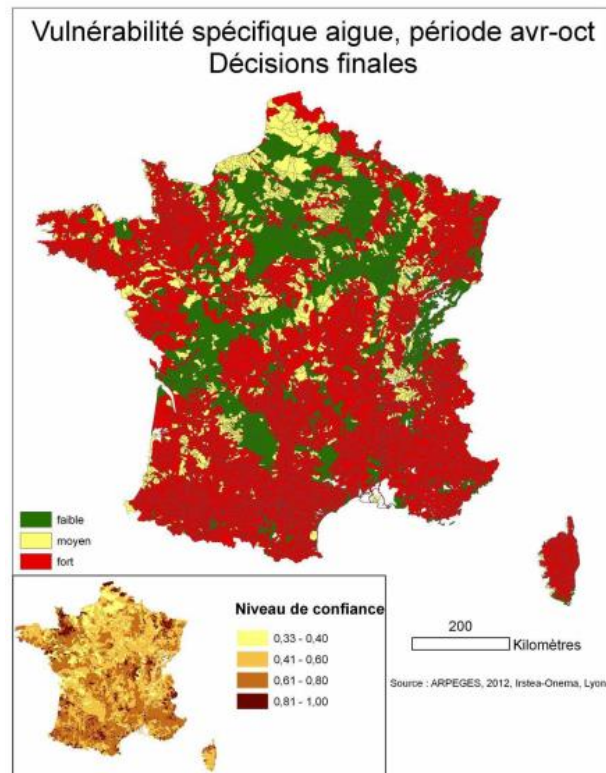 Vulnérabilité spécifique aigue, période avr-oct
Décisions finales
faible
moyen
fort
Niveau de confiance
0,33 - 0,40
0,41 - 0,60
0,61 - 0,80
0,81 - 1,00
200
Kilomètres
Source : ARPEGES, 2012, Irstea-Onema, Lyon